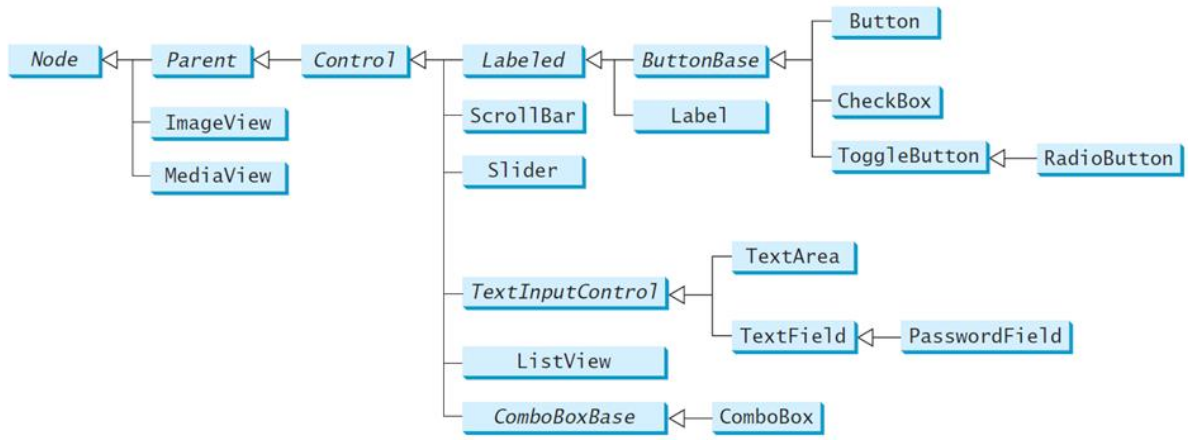 Button
Node
Parent
Control
Labeled
ButtonBase
ImageView
ScrollBar
Label
CheckBox
MediaView
Slider
ToggleButton
RadioButton
TextArea
TextInputControl
TextField
PasswordField
ListView
ComboBoxBase
ComboBox